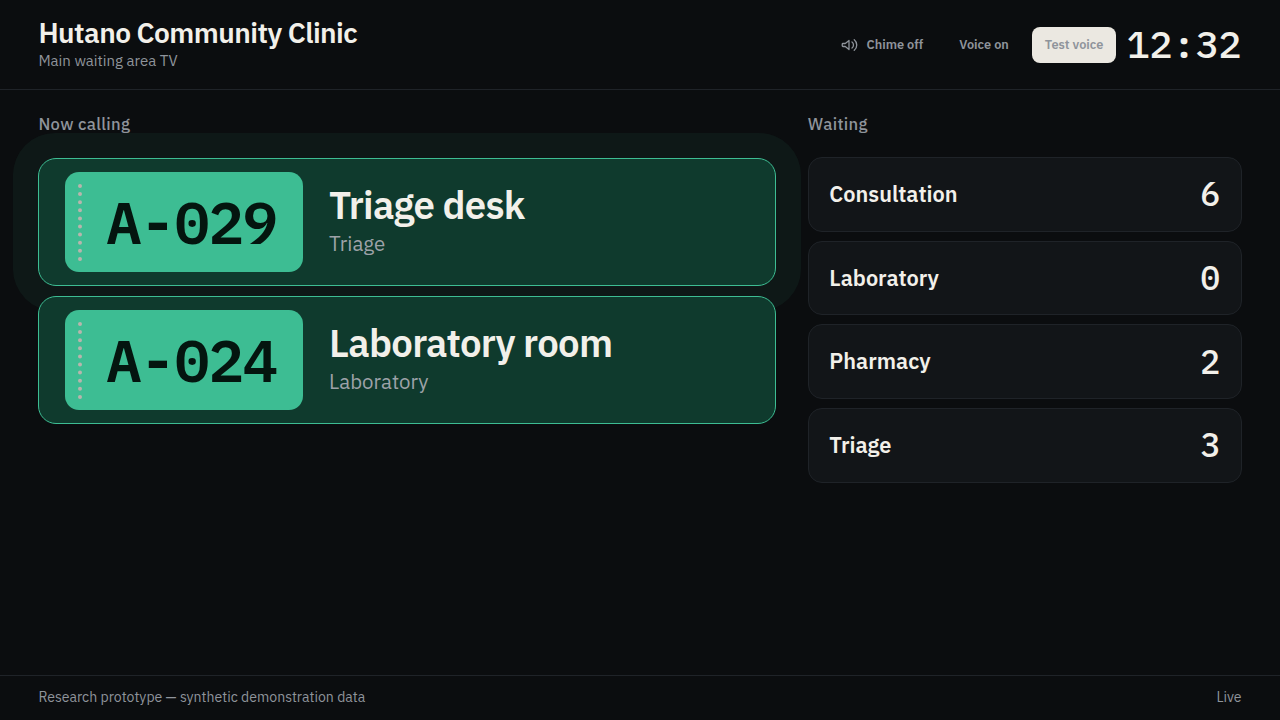 Hutano Community Clinic
Main waiting area TV
Chime off
Voice on
Test voice
12:32
Now calling
A-029
Triage desk
Triage
A-024
Laboratory room
Laboratory
Waiting
Consultation 6
Laboratory 0
Pharmacy 2
Triage 3
Research prototype — synthetic demonstration data
Live